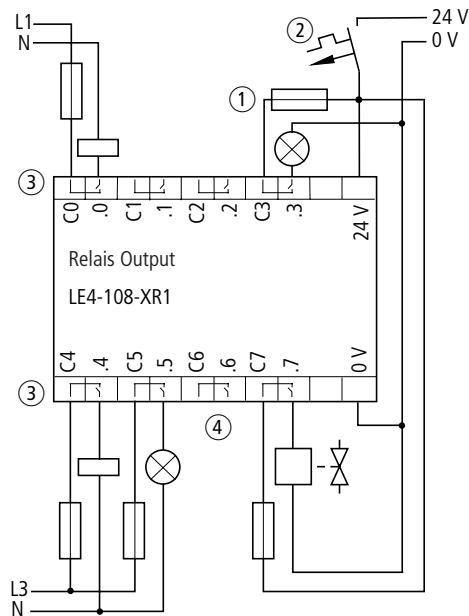 L1
N
②
24 V
0 V
①
③
C0 .0 C1 .1 C2 .2 C3 .3 24 V
Relais Output
LE4-108-XR1
C4 .4 C5 .5 C6 .6 C7 .7 0 V
③
④
L3
N